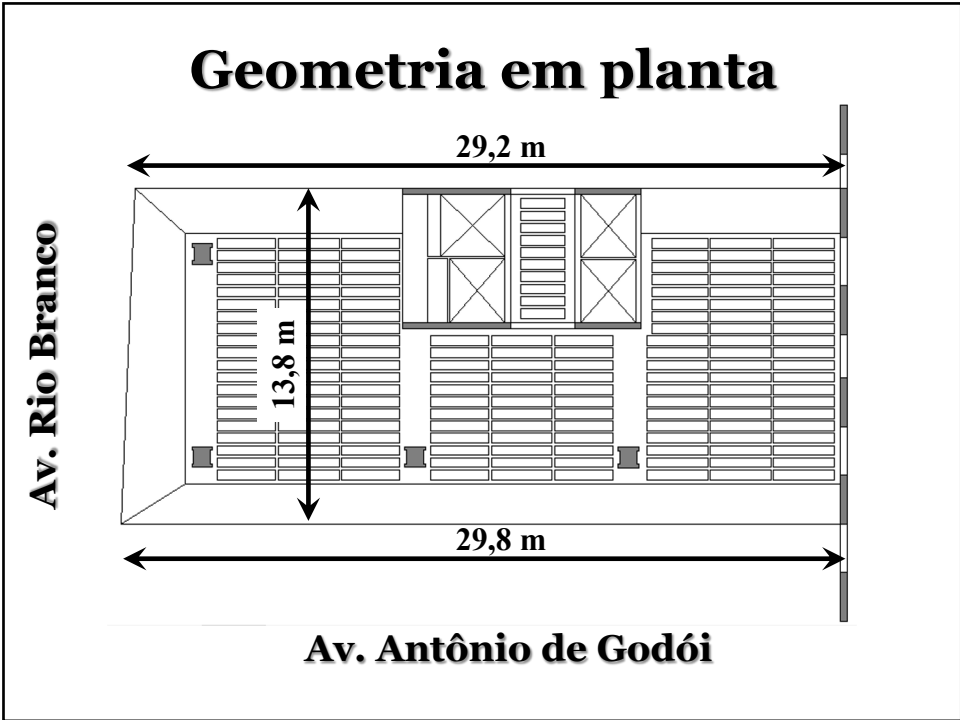 Geometria em planta
29,2 m
Av. Rio Branco
13,8 m
29,8 m
Av. Antônio de Godói